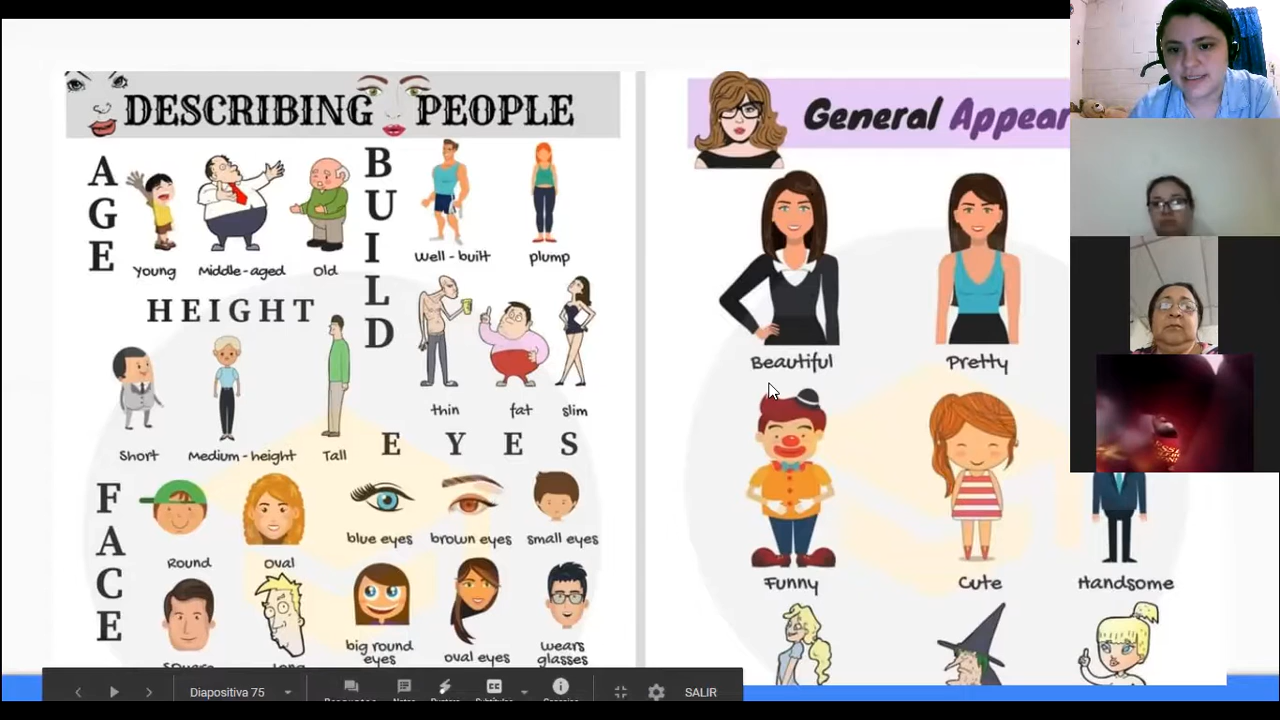 DESCRIBING PEOPLE
AGE
Young
Middle-aged
Old
BUILD
Well-built
plump
thin
fat
slim
HEIGHT
Short
Medium-height
Tall
EYES
blue eyes
brown eyes
small eyes
big round
eyes
oval eyes
wears
glasses
FACE
Round
Oval
General Appear
Beautiful
Pretty
Funny
Cute
Handsome
Diapositiva 75
SALIR